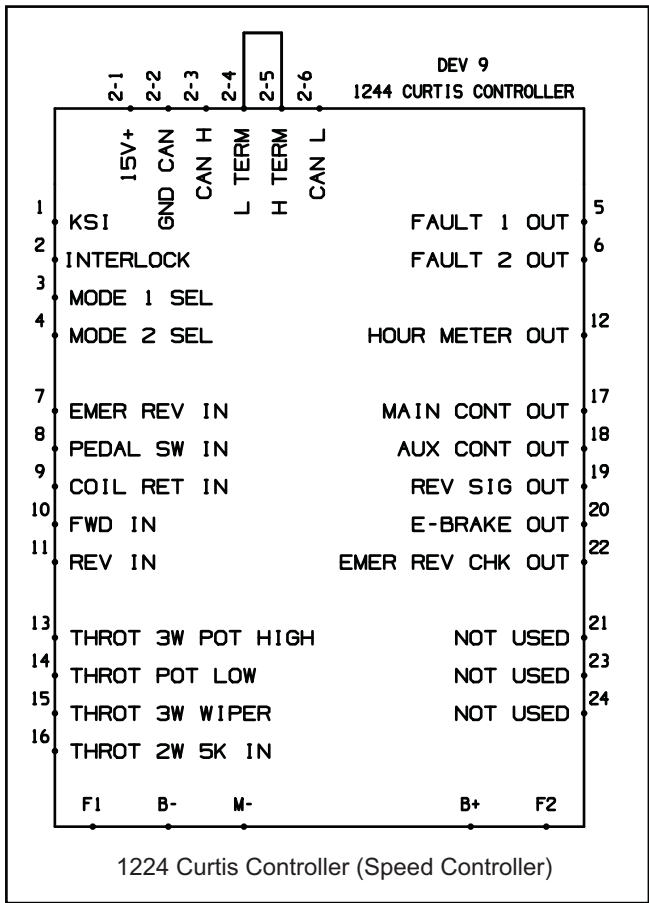 DEV 9
1244 CURTIS CONTROLLER
2-1
2-2
2-3
2-4
2-5
2-6
15V+
GND CAN
CAN H
L TERM
H TERM
CAN L
1 KSI
2 INTERLOCK
3 MODE 1 SEL
4 MODE 2 SEL
7 EMER REV IN
8 PEDAL SW IN
9 COIL RET IN
10 FWD IN
11 REV IN
13 THROT 3W POT HIGH
14 THROT POT LOW
15 THROT 3W WIPER
16 THROT 2W 5K IN
FAULT 1 OUT 5
FAULT 2 OUT 6
HOUR METER OUT 12
MAIN CONT OUT 17
AUX CONT OUT 18
REV SIG OUT 19
E-BRAKE OUT 20
EMER REV CHK OUT 22
NOT USED 21
NOT USED 23
NOT USED 24
F1 B- M- B+ F2
1224 Curtis Controller (Speed Controller)